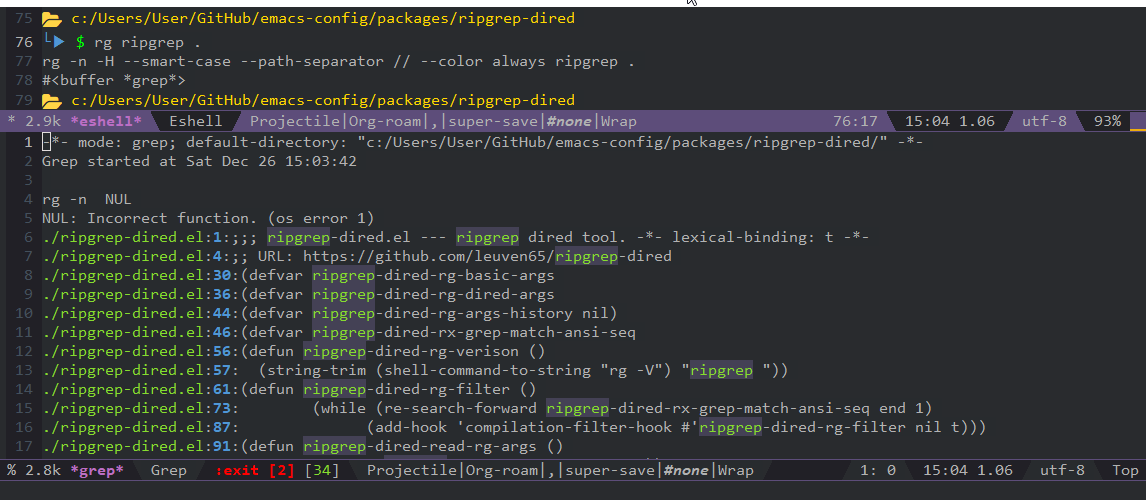 75 c:/Users/User/GitHub/emacs-config/packages/ripgrep-dired
76 $ rg ripgrep .
77 rg -n -H --smart-case --path-separator // --color always ripgrep .
78 #<buffer *grep*>
79 c:/Users/User/GitHub/emacs-config/packages/ripgrep-dired
* 2.9k *eshell* Eshell Projectile|Org-roam|,|super-save|#none|Wrap 76:17 15:04 1.06 utf-8 93%
1 -*- mode: grep; default-directory: "c:/Users/User/GitHub/emacs-config/packages/ripgrep-dired/" -*-
2 Grep started at Sat Dec 26 15:03:42
3
4 rg -n  NUL
5 NUL: Incorrect function. (os error 1)
6 ./ripgrep-dired.el:1:;;; ripgrep-dired.el --- ripgrep dired tool. -*- lexical-binding: t -*-
7 ./ripgrep-dired.el:4:;; URL: https://github.com/leuven65/ripgrep-dired
8 ./ripgrep-dired.el:30:(defvar ripgrep-dired-rg-basic-args
9 ./ripgrep-dired.el:36:(defvar ripgrep-dired-rg-dired-args
10 ./ripgrep-dired.el:44:(defvar ripgrep-dired-rg-args-history nil)
11 ./ripgrep-dired.el:46:(defvar ripgrep-dired-rx-grep-match-ansi-seq
12 ./ripgrep-dired.el:56:(defun ripgrep-dired-rg-verison ()
13 ./ripgrep-dired.el:57:  (string-trim (shell-command-to-string "rg -V") "ripgrep "))
14 ./ripgrep-dired.el:61:(defun ripgrep-dired-rg-filter ()
15 ./ripgrep-dired.el:73:        (while (re-search-forward ripgrep-dired-rx-grep-match-ansi-seq end 1)
16 ./ripgrep-dired.el:87:              (add-hook 'compilation-filter-hook #'ripgrep-dired-rg-filter nil t)))
17 ./ripgrep-dired.el:91:(defun ripgrep-dired-read-rg-args ()
% 2.8k *grep* Grep :exit [2] [34] Projectile|Org-roam|,|super-save|#none|Wrap 1: 0 15:04 1.06 utf-8 Top